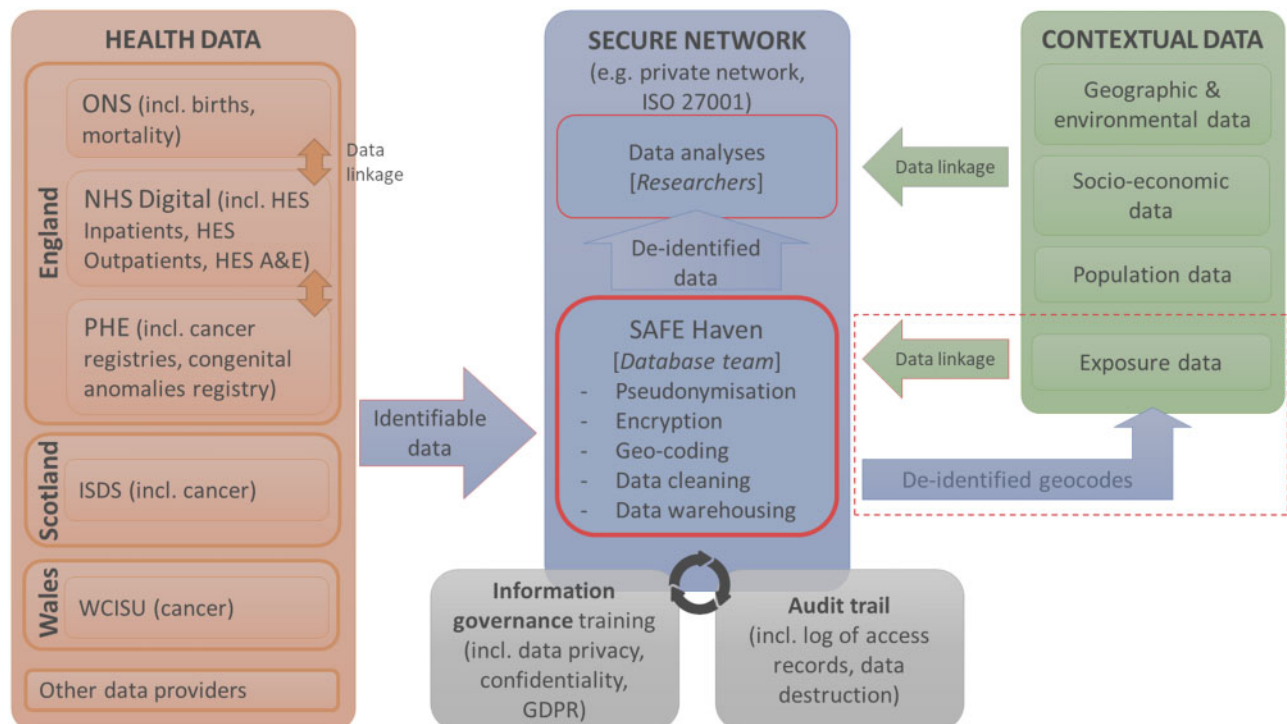 HEALTH DATA
England
ONS (incl. births,
mortality)
Data
linkage
NHS Digital (incl. HES
Inpatients, HES
Outpatients, HES A&E)
PHE (incl. cancer
registries, congenital
anomalies registry)
Scotland
ISDS (incl. cancer)
Wales
WCISU (cancer)
Other data providers
Identifiable
data
SECURE NETWORK
(e.g. private network,
ISO 27001)
Data analyses
[Researchers]
De-identified
data
SAFE Haven
[Database team]
- Pseudonymisation
- Encryption
- Geo-coding
- Data cleaning
- Data warehousing
Information
governance training
(incl. data privacy,
confidentiality,
GDPR)
Audit trail
(incl. log of access
records, data
destruction)
CONTEXTUAL DATA
Geographic &
environmental data
Data linkage
Socio-economic
data
Population data
Data linkage
Exposure data
De-identified geocodes